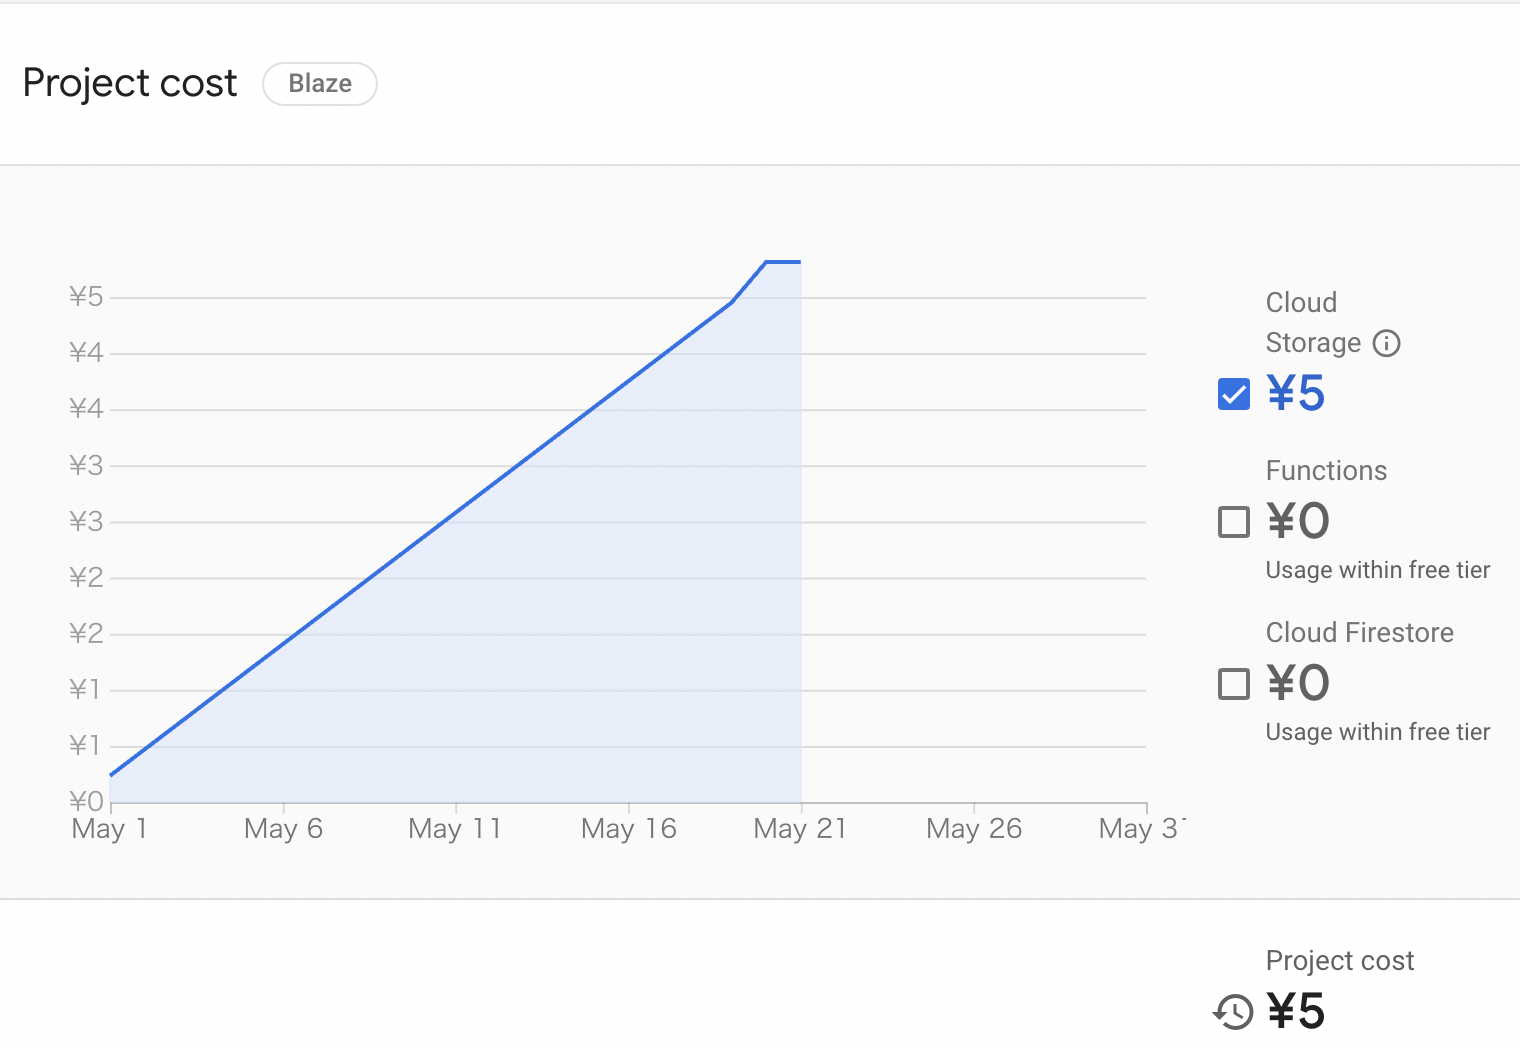 Project cost Blaze
¥5
¥4
¥4
¥3
¥3
¥2
¥2
¥1
¥1
¥0
May 1 May 6 May 11 May 16 May 21 May 26 May 3
Cloud
Storage
¥5
Functions
¥0
Usage within free tier
Cloud Firestore
¥0
Usage within free tier
Project cost
¥5